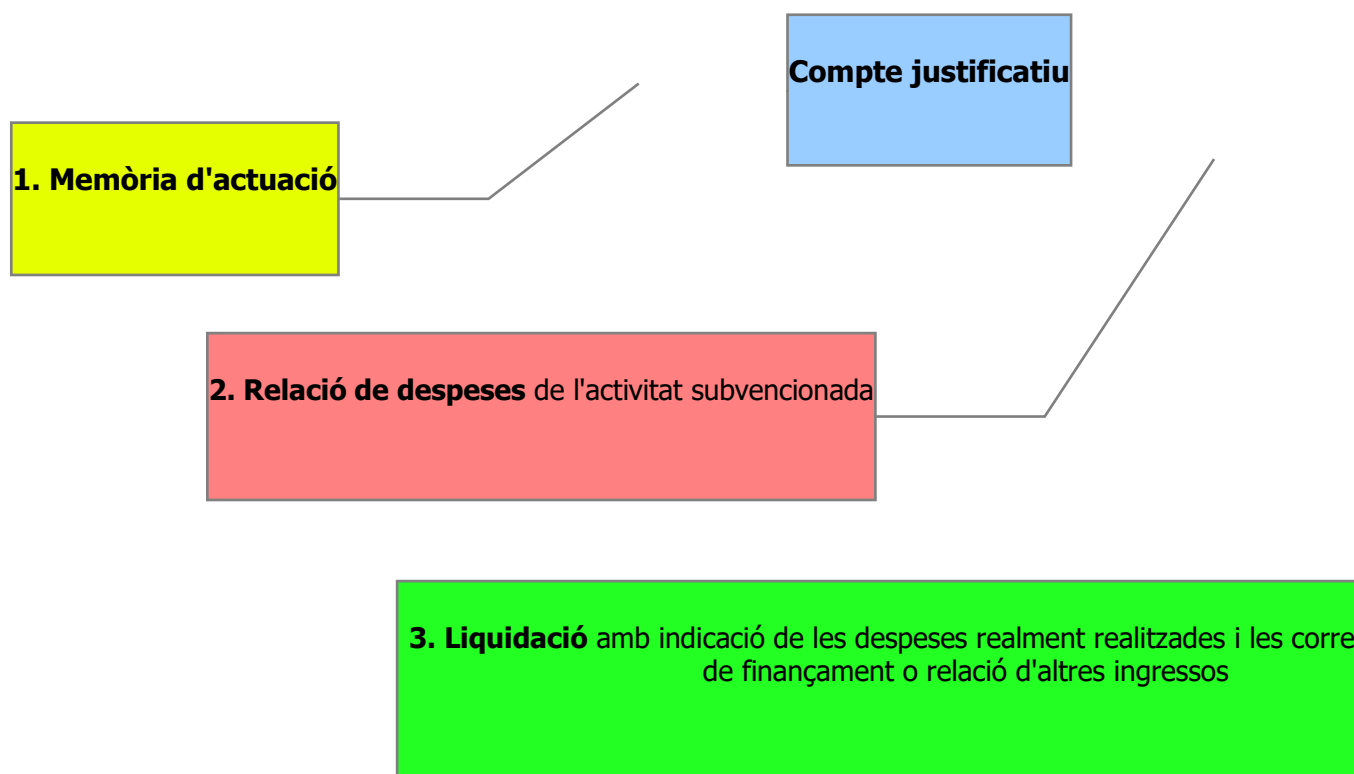 Compte justificatiu
1. Memòria d'actuació
2. Relació de despeses de l'activitat subvencionada
3. Liquidació amb indicació de les despeses realment realitzades i les
de finançament o relació d'altres ingressos